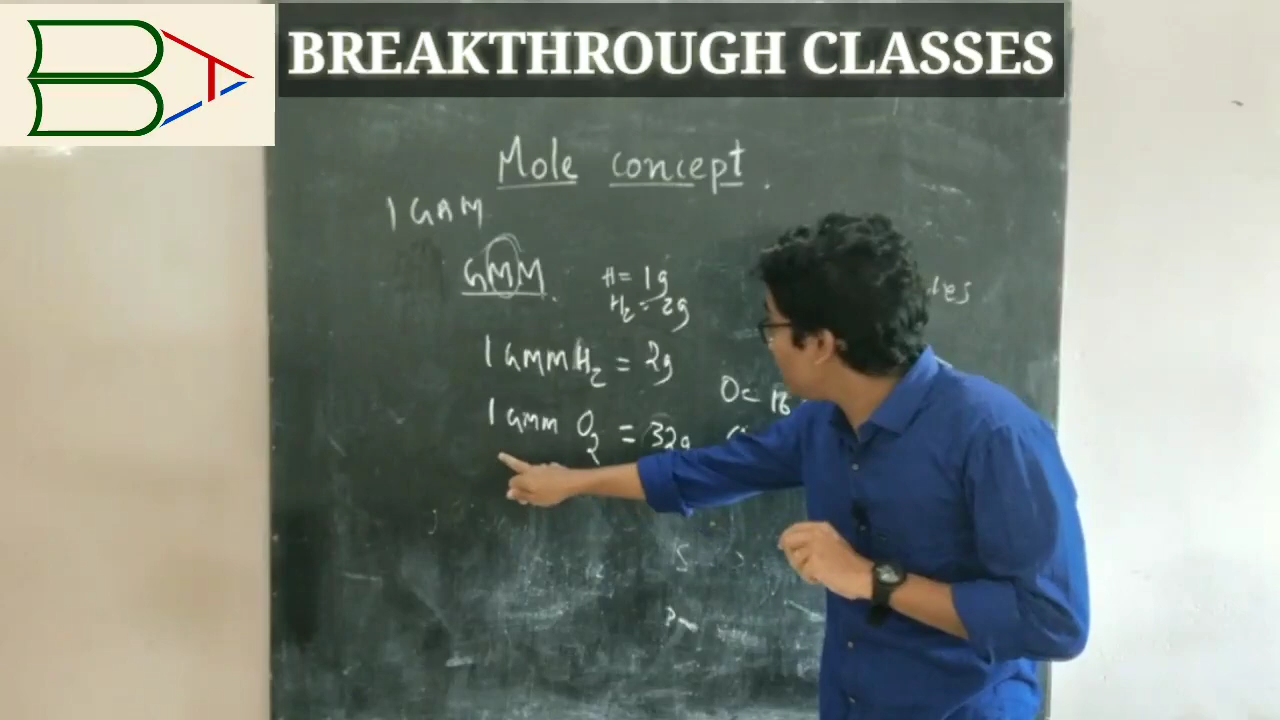 BREAKTHROUGH CLASSES
Mole concept.
1 GAM
GMM.
H = 1g
H2 = 2g
1 GMM H2 = 2g
1 GMM O2 = 32g
O = 16